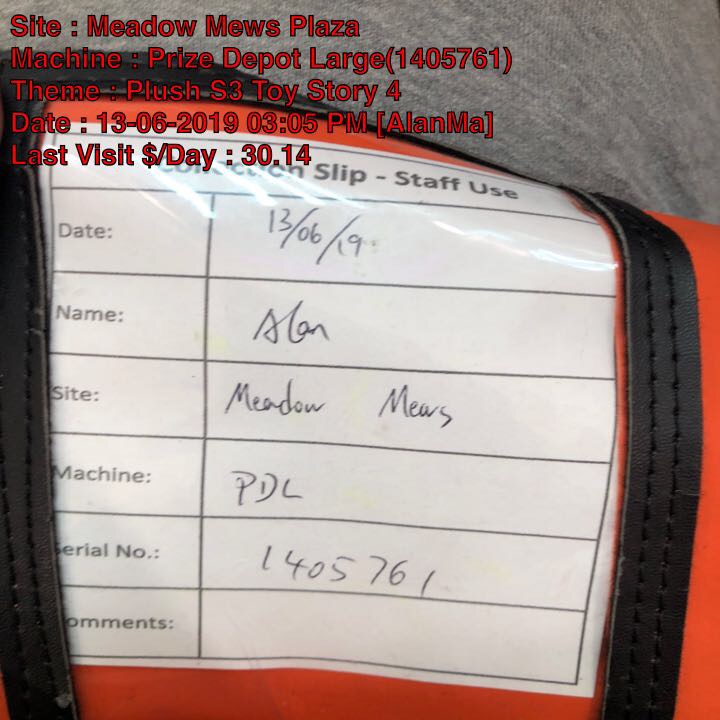 Site : Meadow Mews Plaza
Machine : Prize Depot Large(1405761)
Theme : Plush S3 Toy Story 4
Date : 13-06-2019 03:05 PM [AlanMa]
Last Visit $/Day : 30.14
Slip - Staff Use
Date: 13/06/19
Name: Alan
Site: Meadow Mews
Machine: PDL
Serial No.: 1405761
Comments: